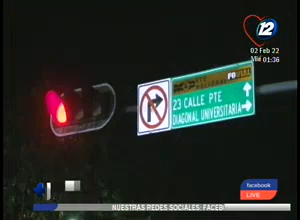 12
02 Feb 22
Mié 01:36
23 CALLE PTE
DIAGONAL UNIVERSITARIA
facebook
LIVE
NUESTRAS REDES SOCIALES: FACEB